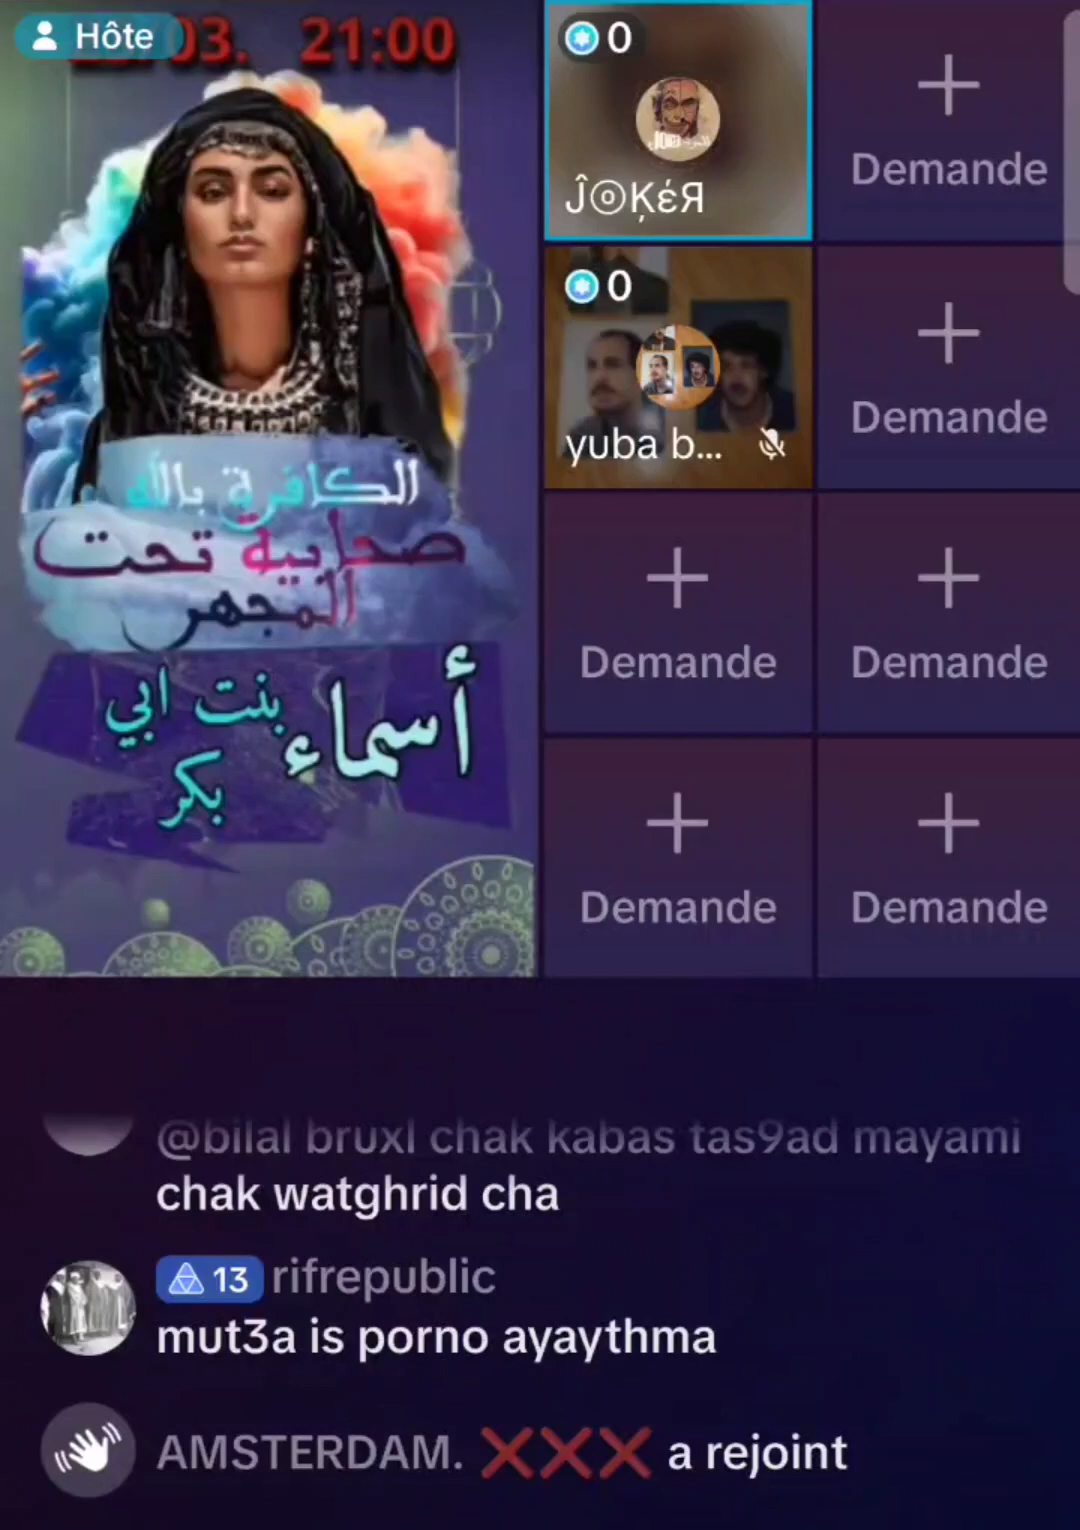 Hôte
03. 21:00
الكافرة بالله
صحابية تحت
المجهر
أسماء بنت ابي
بكر
0
ĴʘĶέЯ
Demande
0
yuba b...
Demande
Demande
Demande
Demande
Demande
@bilal bruxl chak kabas tas9ad mayami
chak watghrid cha
13 rifrepublic
mut3a is porno ayaythma
AMSTERDAM. ❌❌❌ a rejoint